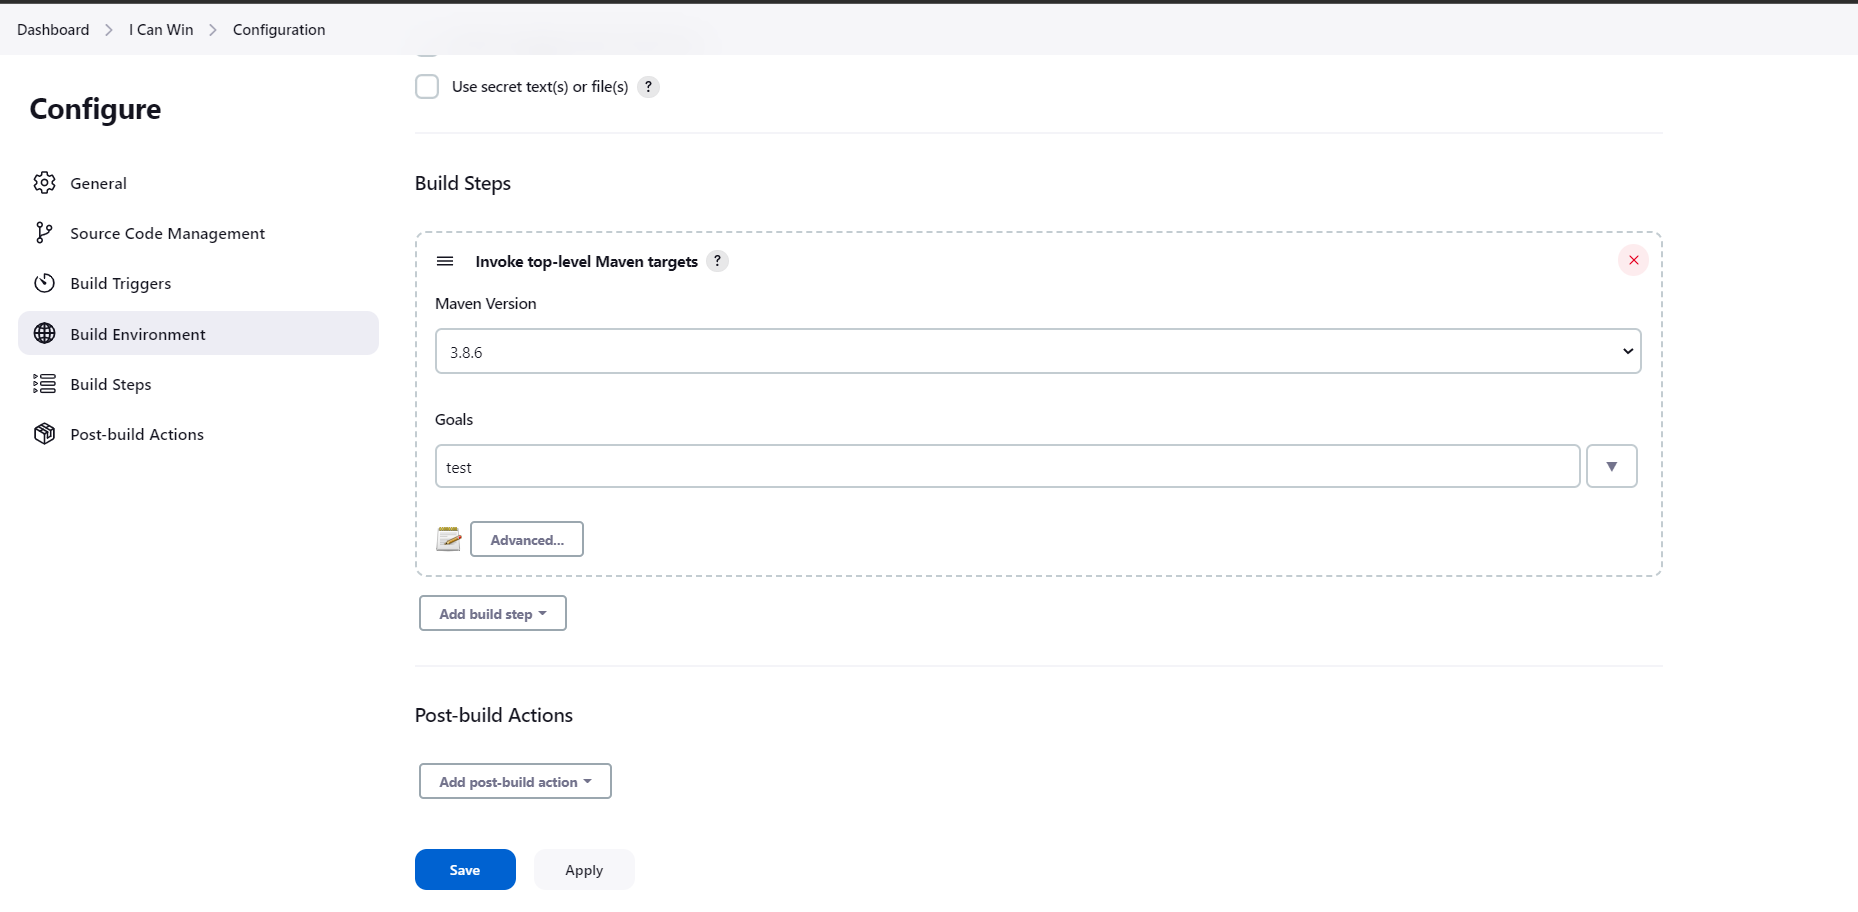 Dashboard > I Can Win > Configuration
Configure
General
Source Code Management
Build Triggers
Build Environment
Build Steps
Post-build Actions
Use secret text(s) or file(s) ?
Build Steps
Invoke top-level Maven targets ?
Maven Version
3.8.6
Goals
test
Advanced...
Add build step
Post-build Actions
Add post-build action
Save Apply